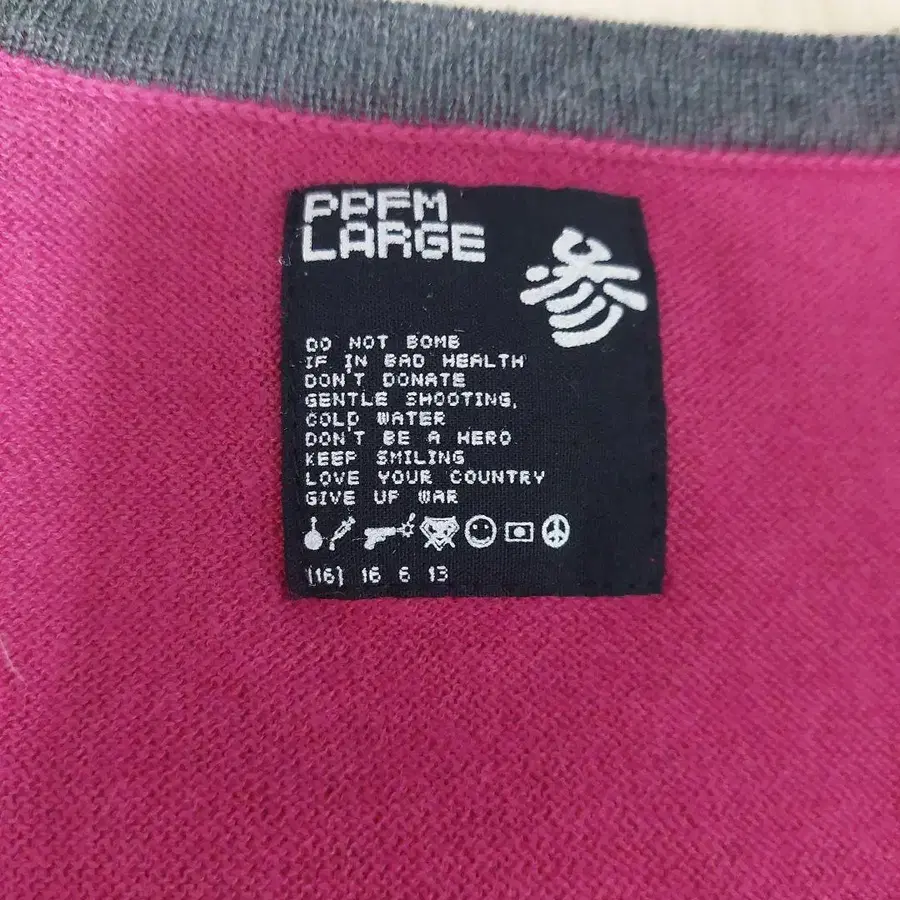 PPFM
LARGE
参
DO NOT BOMB
IF IN BAD HEALTH
DON'T DONATE
GENTLE SHOOTING,
COLD WATER
DON'T BE A HERO
KEEP SMILING
LOVE YOUR COUNTRY
GIVE UP WAR
(16) 16 6 13